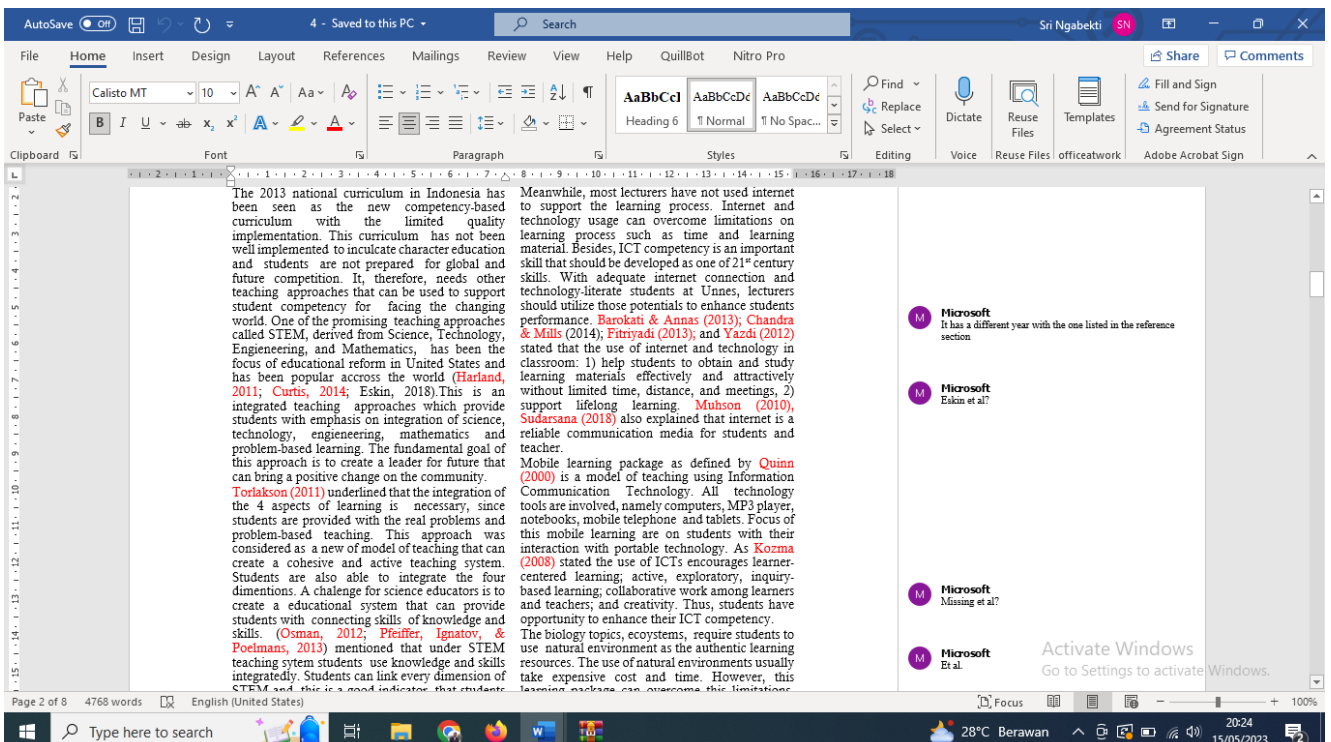 AutoSave Off 4 - Saved to this PC Search Sri Ngabekti SN
File Home Insert Design Layout References Mailings Review View Help QuillBot Nitro Pro Share Comments
Paste
Calisto MT 10
AaBbCcI AaBbCcDc AaBbCcDc
Heading 6 ¶ Normal ¶ No Spac...
Find
Replace
Select
Dictate
Reuse Files
Templates
Fill and Sign
Send for Signature
Agreement Status
Clipboard Font Paragraph Styles Editing Voice Reuse Files officeatwork Adobe Acrobat Sign
The 2013 national curriculum in Indonesia has
been seen as the new competency-based
curriculum with the limited quality
implementation. This curriculum has not been
well implemented to inculcate character education
and students are not prepared for global and
future competition. It, therefore, needs other
teaching approaches that can be used to support
student competency for facing the changing
world. One of the promising teaching approaches
called STEM, derived from Science, Technology,
Engieneering, and Mathematics, has been the
focus of educational reform in United States and
has been popular accross the world (Harland,
2011; Curtis, 2014; Eskin, 2018).This is an
integrated teaching approaches which provide
students with emphasis on integration of science,
technology, engieneering, mathematics and
problem-based learning. The fundamental goal of
this approach is to create a leader for future that
can bring a positive change on the community.
Torlakson (2011) underlined that the integration of
the 4 aspects of learning is necessary, since
students are provided with the real problems and
problem-based teaching. This approach was
considered as a new of model of teaching that can
create a cohesive and active teaching system.
Students are also able to integrate the four
dimentions. A chalenge for science educators is to
create a educational system that can provide
students with connecting skills of knowledge and
skills. (Osman, 2012; Pfeiffer, Ignatov, &
Poelmans, 2013) mentioned that under STEM
teaching sytem students use knowledge and skills
integratedly. Students can link every dimension of
STEM and this is a good indicator that students
Meanwhile, most lecturers have not used internet
to support the learning process. Internet and
technology usage can overcome limitations on
learning process such as time and learning
material. Besides, ICT competency is an important
skill that should be developed as one of 21st century
skills. With adequate internet connection and
technology-literate students at Unnes, lecturers
should utilize those potentials to enhance students
performance. Barokati & Annas (2013); Chandra
& Mills (2014); Fitriyadi (2013); and Yazdi (2012)
stated that the use of internet and technology in
classroom: 1) help students to obtain and study
learning materials effectively and attractively
without limited time, distance, and meetings, 2)
support lifelong learning. Muhson (2010),
Sudarsana (2018) also explained that internet is a
reliable communication media for students and
teacher.
Mobile learning package as defined by Quinn
(2000) is a model of teaching using Information
Communication Technology. All technology
tools are involved, namely computers, MP3 player,
notebooks, mobile telephone and tablets. Focus of
this mobile learning are on students with their
interaction with portable technology. As Kozma
(2008) stated the use of ICTs encourages learner-
centered learning; active, exploratory, inquiry-
based learning; collaborative work among learners
and teachers; and creativity. Thus, students have
opportunity to enhance their ICT competency.
The biology topics, ecoystems, require students to
use natural environment as the authentic learning
resources. The use of natural environments usually
take expensive cost and time. However, this
learning package can overcome this limitations.
M Microsoft
It has a different year with the one listed in the reference
section
M Microsoft
Eskin et al?
M Microsoft
Missing et al?
M Microsoft
Et al.
Activate Windows
Go to Settings to activate Windows.
Page 2 of 8 4768 words English (United States) Focus 100%
Type here to search 28°C Berawan 20:24
15/05/2023